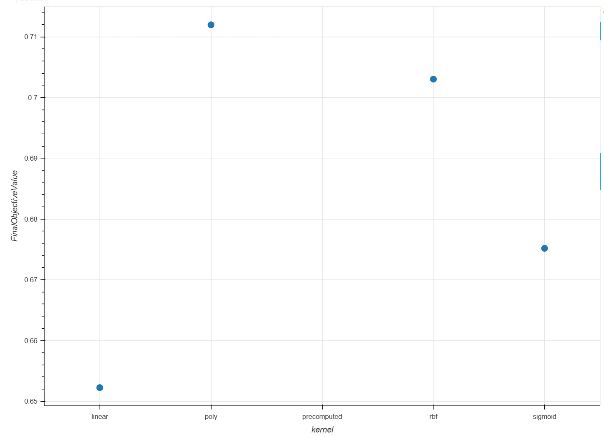 0.71
0.7
0.69
0.68
0.67
0.66
0.65
FinalObjectiveValue
linear
poly
precomputed
rbf
sigmoid
kernel